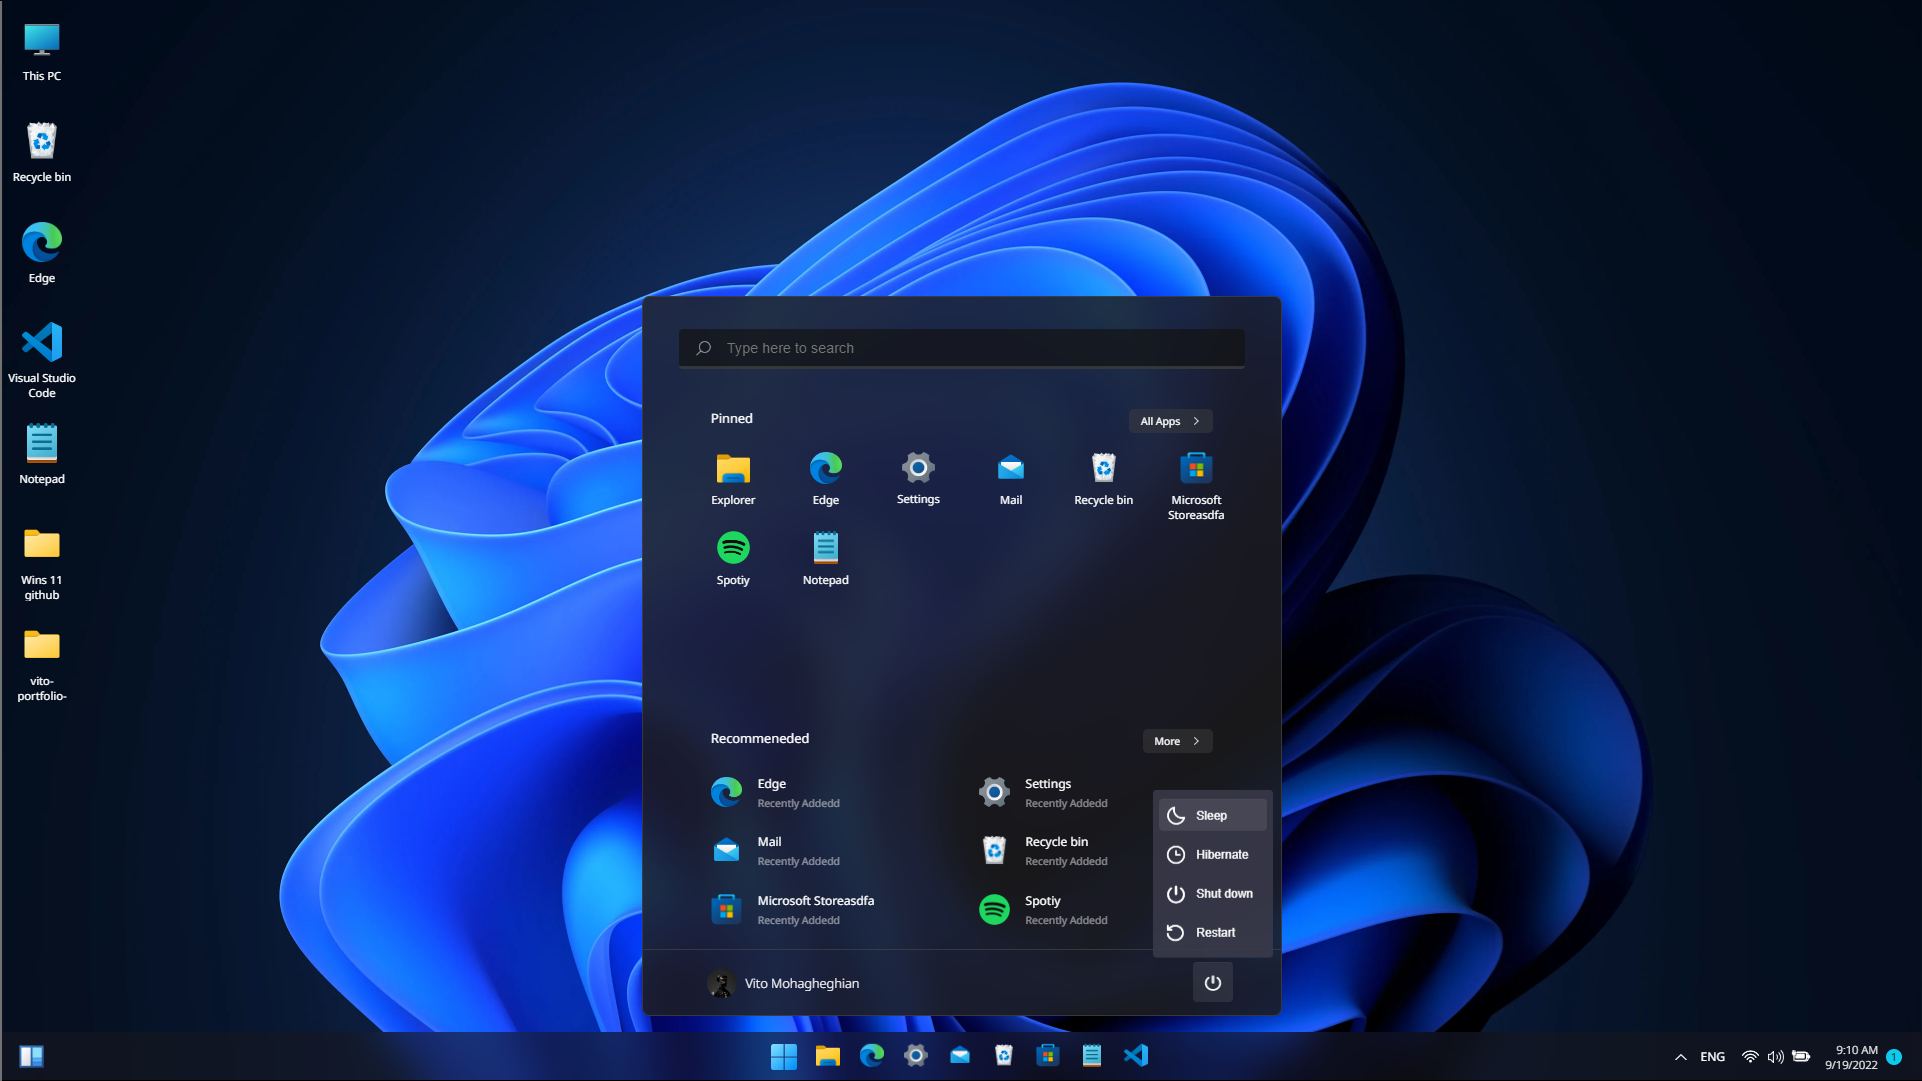 This PC
Recycle bin
Edge
Visual Studio
Code
Notepad
Wins 11
github
vito-
portfolio-
Type here to search
Pinned
All Apps
Explorer
Edge
Settings
Mail
Recycle bin
Microsoft
Storeasdfa
Spotiy
Notepad
Recommeneded
More
Edge
Recently Addedd
Settings
Recently Addedd
Mail
Recently Addedd
Recycle bin
Recently Addedd
Microsoft Storeasdfa
Recently Addedd
Spotiy
Recently Addedd
Sleep
Hibernate
Shut down
Restart
Vito Mohagheghian
ENG
9:10 AM
9/19/2022
1